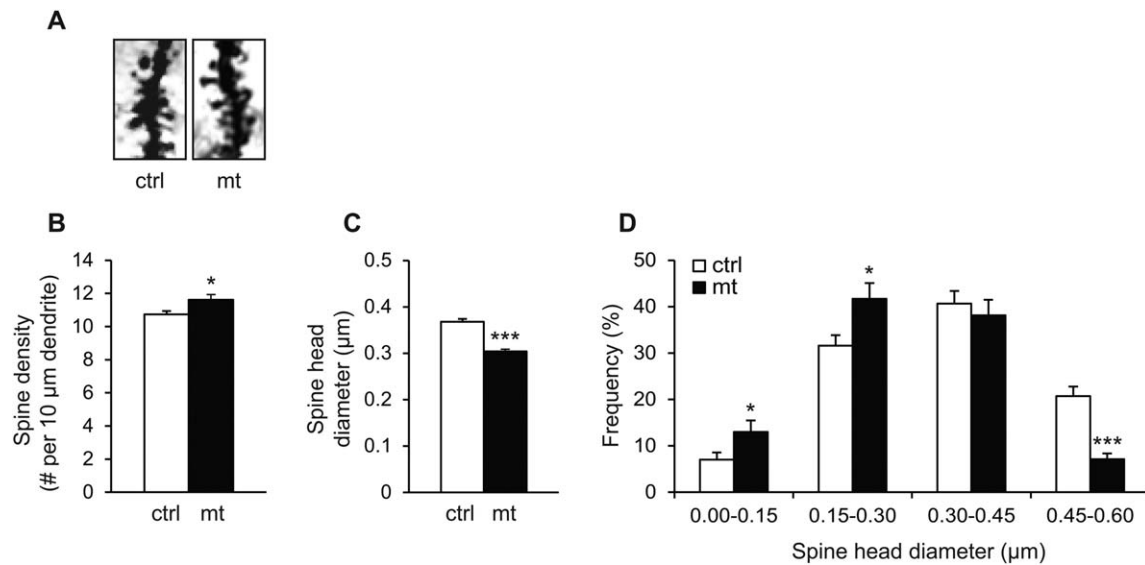 A
ctrl mt
B
Spine density
(# per 10 µm dendrite)
14
12
10
8
6
4
2
0
*
ctrl mt
C
Spine head
diameter (µm)
0.5
0.4
0.3
0.2
0.1
0
***
ctrl mt
D
Frequency (%)
50
40
30
20
10
0
ctrl
mt
*
*
***
0.00-0.15 0.15-0.30 0.30-0.45 0.45-0.60
Spine head diameter (µm)